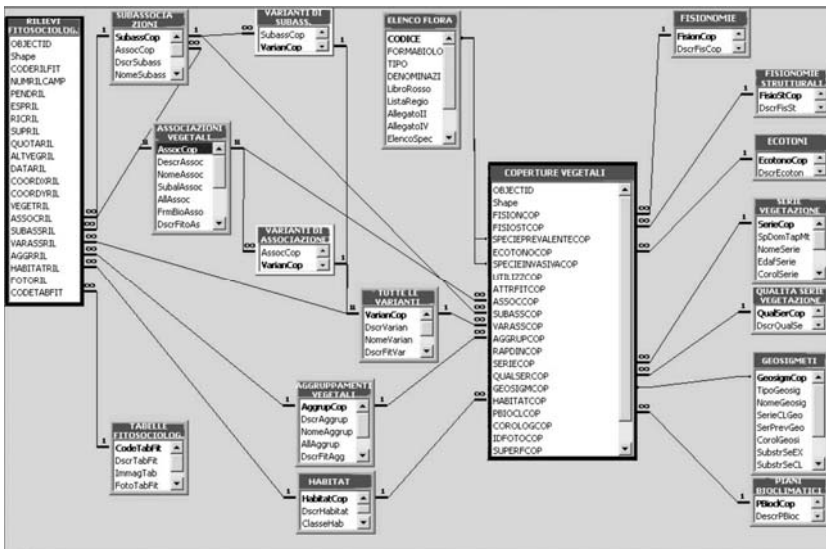 RILIEVI
FITOSOCIOLOG.
OBJECTID
Shape
CODERILFIT
NUMRILCAMP
PENDRIL
ESPRIL
RICRIL
SUPRIL
QUOTARIL
ALTVEGRIL
DATARIL
COORDXRIL
COORDYRIL
VEGETRIL
ASSOCRIL
SUBASSRIL
VARASSRIL
AGGRRIL
HABITATRIL
FOTORIL
CODETABFIT
SUBASSOCIA
ZIONI
SubassCop
AssocCop
DscrSubass
NomeSubass
VARIANTI DI
SUBASS.
SubassCop
VarianCop
ASSOCIAZIONI
VEGETALI
AssocCop
DescrAssoc
NomeAssoc
SubalAssoc
AllAssoc
FrmBioAsso
DscrFitoAs
VARIANTI DI
ASSOCIAZIONE
AssocCop
VarianCop
TUTTE LE
VARIANTI
VarianCop
DscrVarian
NomeVarian
DscrFitVar
AGGRUPPAMENTI
VEGETALI
AggrupCop
DscrAggrup
NomeAggrup
AllAggrup
DscrFitAgg
HABITAT
HabitatCop
DscrHabitat
ClasseHab
TABELLE
FITOSOCIOLOG.
CodeTabFit
DscrTabFit
ImmagTab
FotoTabFit
ELENCO FLORA
CODICE
FORMABIOLO
TIPO
DENOMINAZI
LibroRosso
ListaRegio
AllegatoII
AllegatoIV
ElencoSpec
COPERTURE VEGETALI
OBJECTID
Shape
FISIONCOP
FISIOSTCOP
SPECIEPREVALENTECOP
ECOTONOCOP
SPECIEINVASIVACOP
UTILIZZCOP
ATTRFITCOP
ASSOCCOP
SUBASSCOP
VARASSCOP
AGGRUPCOP
RAPDINCOP
SERIECOP
QUALSERCOP
GEOSIGMCOP
HABITATCOP
PBIOCLCOP
COROLOGCOP
IDFOTOCOP
SUPERFCOP
FISIONOMIE
FisionCop
DscrFisCop
FISIONOMIE
STRUTTURALI
FisioStCop
DscrFisSt
ECOTONI
EcotonoCop
DscrEcoton
SERIE
VEGETAZIONE
SerieCop
SpDomTapMt
NomeSerie
EdafSerie
CorolSerie
QUALITA SERIE
VEGETAZIONE
QualSerCop
DscrQualSe
GEOSIGMETI
GeosigmCop
TipoGeosig
NomeGeosig
SerieCLGeo
SerPrevGeo
CorolGeosi
SubstrSeEX
SubstrSeCL
PIANI
BIOCLIMATICI
PBioclCop
DescrPBioc